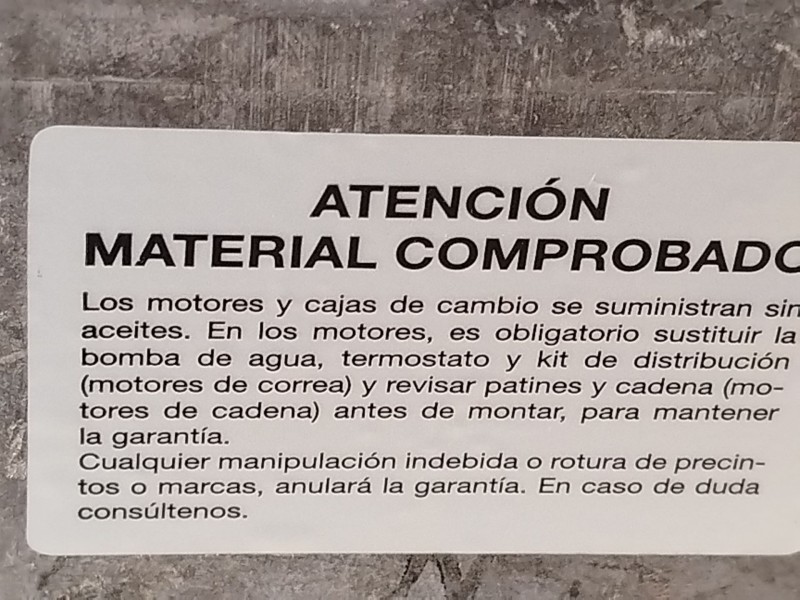 ATENCIÓN
MATERIAL COMPROBADO
Los motores y cajas de cambio se suministran sin
aceites. En los motores, es obligatorio sustituir la
bomba de agua, termostato y kit de distribución
(motores de correa) y revisar patines y cadena (mo-
tores de cadena) antes de montar, para mantener
la garantía.
Cualquier manipulación indebida o rotura de precin-
tos o marcas, anulará la garantía. En caso de duda
consúltenos.